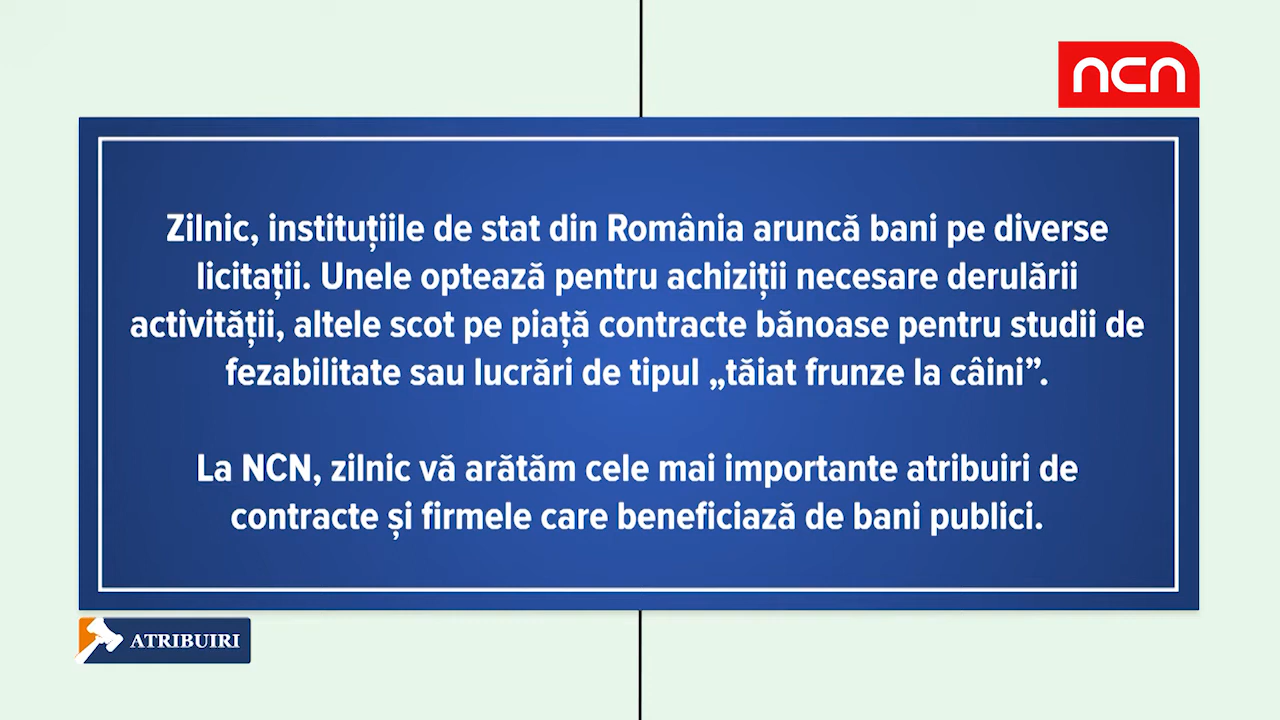 ncn
Zilnic, instituțiile de stat din România aruncă bani pe diverse
licitații. Unele optează pentru achiziții necesare derulării
activității, altele scot pe piață contracte bănoase pentru studii de
fezabilitate sau lucrări de tipul „tăiat frunze la câini”.
La NCN, zilnic vă arătăm cele mai importante atribuiri de
contracte și firmele care beneficiază de bani publici.
ATRIBUIRI